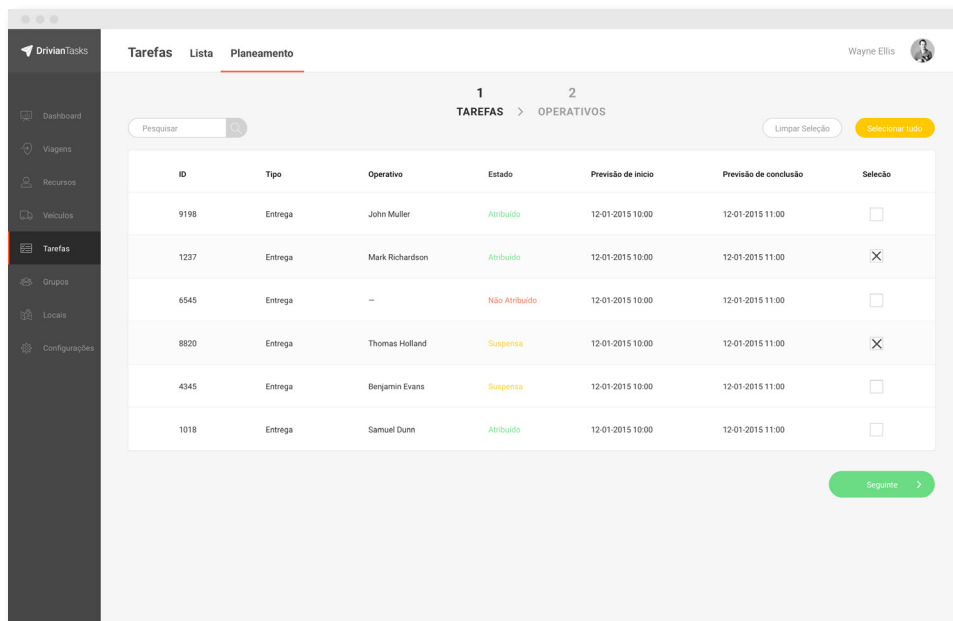 DrivianTasks
Tarefas Lista Planeamento
Wayne Ellis
Dashboard
Viagens
Recursos
Veículos
Tarefas
Grupos
Locais
Configurações
1 2
TAREFAS > OPERATIVOS
Pesquisar
Limpar Seleção
Selecionar tudo
ID Tipo Operativo Estado Previsão de inicio Previsão de conclusão Selecão
9198 Entrega John Muller Atribuído 12-01-2015 10:00 12-01-2015 11:00
1237 Entrega Mark Richardson Atribuído 12-01-2015 10:00 12-01-2015 11:00
6545 Entrega — Não Atribuído 12-01-2015 10:00 12-01-2015 11:00
8820 Entrega Thomas Holland Suspensa 12-01-2015 10:00 12-01-2015 11:00
4345 Entrega Benjamin Evans Suspensa 12-01-2015 10:00 12-01-2015 11:00
1018 Entrega Samuel Dunn Atribuído 12-01-2015 10:00 12-01-2015 11:00
Seguinte >